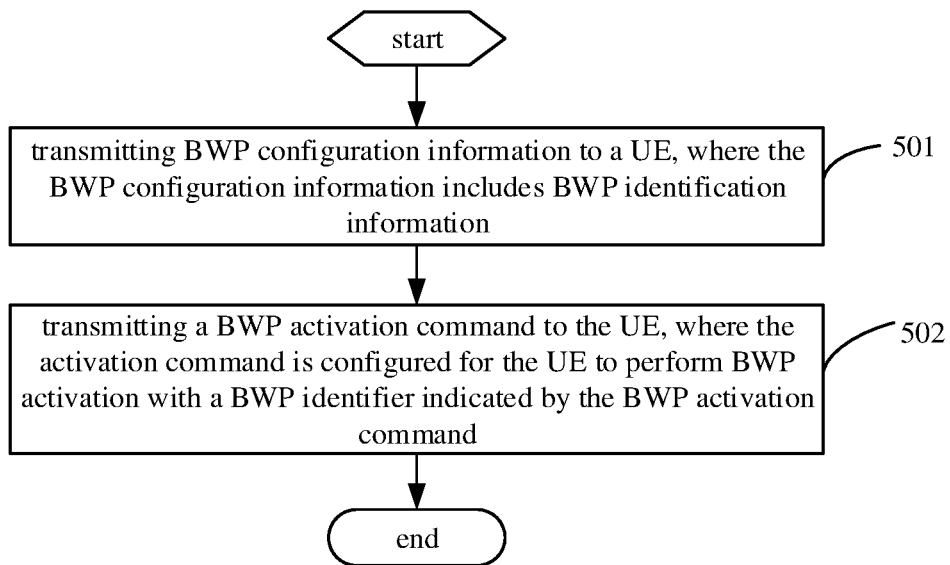 start
transmitting BWP configuration information to a UE, where the
BWP configuration information includes BWP identification
information
501
transmitting a BWP activation command to the UE, where the
activation command is configured for the UE to perform BWP
activation with a BWP identifier indicated by the BWP activation
command
502
end